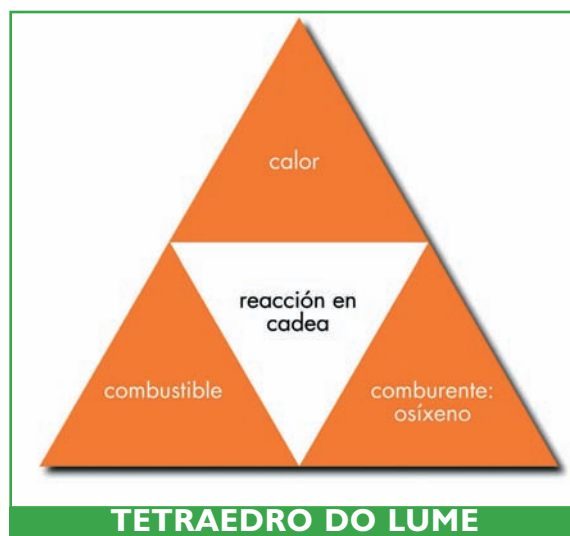 calor
reacción en
cadea
combustible
comburente:
osíxeno
TETRAEDRO DO LUME